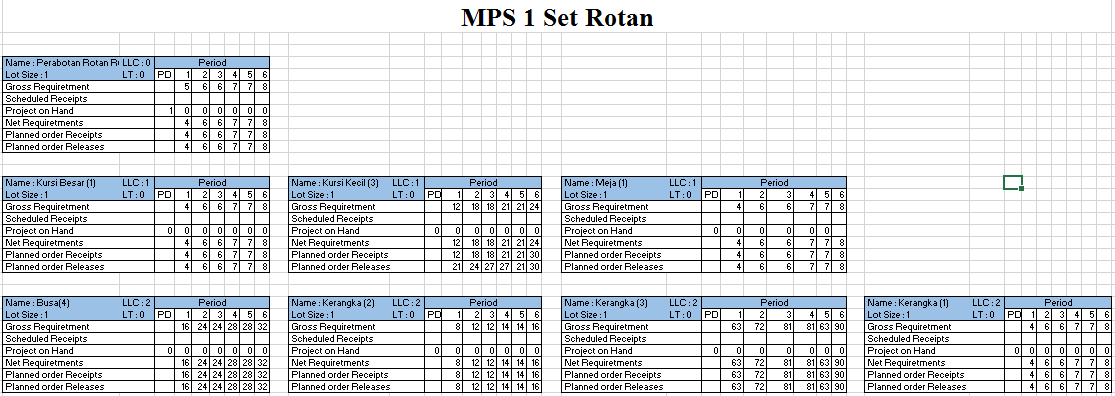 MPS 1 Set Rotan
Name : Perabotan Rotan LLC : 0 Period
Lot Size : 1 LT : 0 PD 1 2 3 4 5 6
Gross Requiretment 5 6 6 7 7 8
Scheduled Receipts
Project on Hand 1 0 0 0 0 0 0
Net Requiretments 4 6 6 7 7 8
Planned order Receipts 4 6 6 7 7 8
Planned order Releases 4 6 6 7 7 8
Name : Kursi Besar (1) LLC : 1 Period
Lot Size : 1 LT : 0 PD 1 2 3 4 5 6
Gross Requiretment 4 6 6 7 7 8
Scheduled Receipts
Project on Hand 0 0 0 0 0 0 0
Net Requiretments 4 6 6 7 7 8
Planned order Receipts 4 6 6 7 7 8
Planned order Releases 4 6 6 7 7 8
Name : Kursi Kecil (3) LLC : 1 Period
Lot Size : 1 LT : 0 PD 1 2 3 4 5 6
Gross Requiretment 12 18 18 21 21 24
Scheduled Receipts
Project on Hand 0 0 0 0 0 0 0
Net Requiretments 12 18 18 21 21 24
Planned order Receipts 12 18 18 21 21 30
Planned order Releases 21 24 27 27 21 30
Name : Meja (1) LLC : 1 Period
Lot Size : 1 LT : 0 PD 1 2 3 4 5 6
Gross Requiretment 4 6 6 7 7 8
Scheduled Receipts
Project on Hand 0 0 0 0 0 0
Net Requiretments 4 6 6 7 7 8
Planned order Receipts 4 6 6 7 7 8
Planned order Releases 4 6 6 7 7 8
Name : Busa(4) LLC : 2 Period
Lot Size : 1 LT : 0 PD 1 2 3 4 5 6
Gross Requiretment 16 24 24 28 28 32
Scheduled Receipts
Project on Hand 0 0 0 0 0 0 0
Net Requiretments 16 24 24 28 28 32
Planned order Receipts 16 24 24 28 28 32
Planned order Releases 16 24 24 28 28 32
Name : Kerangka (2) LLC : 2 Period
Lot Size : 1 LT : 0 PD 1 2 3 4 5 6
Gross Requiretment 8 12 12 14 14 16
Scheduled Receipts
Project on Hand 0 0 0 0 0 0 0
Net Requiretments 8 12 12 14 14 16
Planned order Receipts 8 12 12 14 14 16
Planned order Releases 8 12 12 14 14 16
Name : Kerangka (3) LLC : 2 Period
Lot Size : 1 LT : 0 PD 1 2 3 4 5 6
Gross Requiretment 63 72 81 81 63 90
Scheduled Receipts
Project on Hand 0 0 0 0 0 0 0
Net Requiretments 63 72 81 81 63 90
Planned order Receipts 63 72 81 81 63 90
Planned order Releases 63 72 81 81 63 90
Name : Kerangka (1) LLC : 2 Period
Lot Size : 1 LT : 0 PD 1 2 3 4 5 6
Gross Requiretment 4 6 6 7 7 8
Scheduled Receipts
Project on Hand 0 0 0 0 0 0 0
Net Requiretments 4 6 6 7 7 8
Planned order Receipts 4 6 6 7 7 8
Planned order Releases 4 6 6 7 7 8